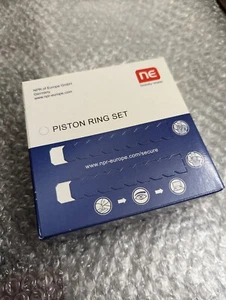 NPR of Europe GmbH
Germany
www.npr-europe.com
NE
PISTON RING SET
www.npr-europe.com/secure